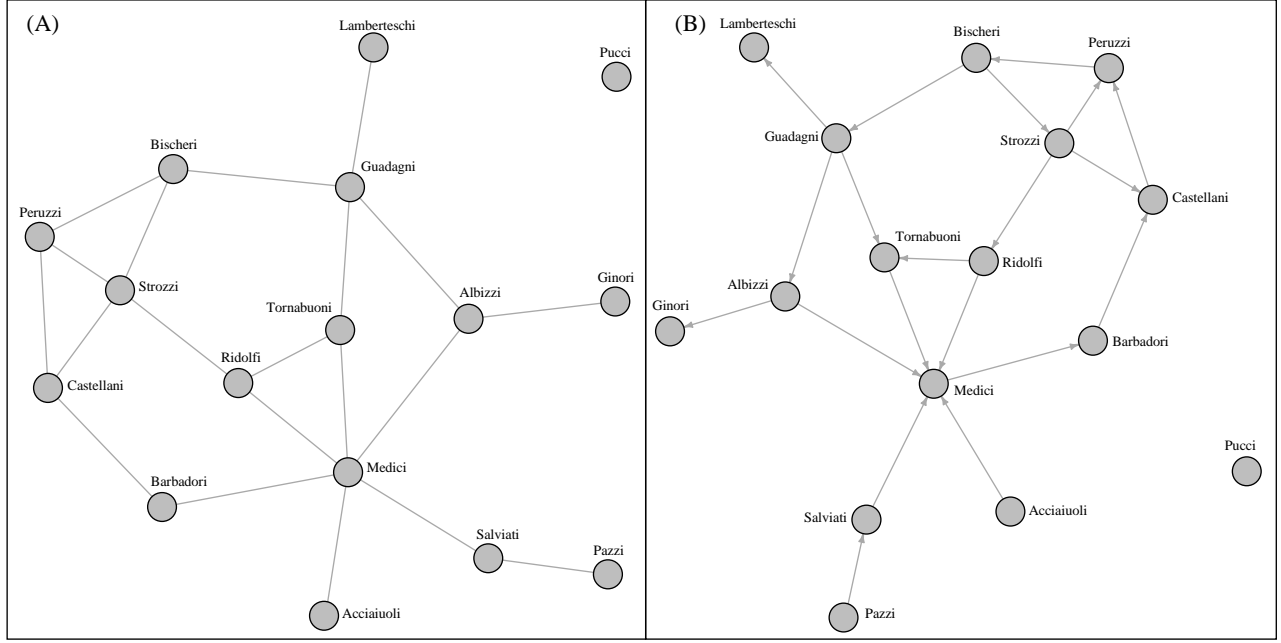 (A)
Lamberteschi
Pucci
Bischeri
Guadagni
Peruzzi
Strozzi
Ginori
Albizzi
Tornabuoni
Ridolfi
Castellani
Medici
Barbadori
Salviati
Pazzi
Acciaiuoli
(B)
Lamberteschi
Bischeri
Peruzzi
Guadagni
Strozzi
Castellani
Tornabuoni
Ridolfi
Albizzi
Ginori
Barbadori
Medici
Pucci
Salviati
Acciaiuoli
Pazzi